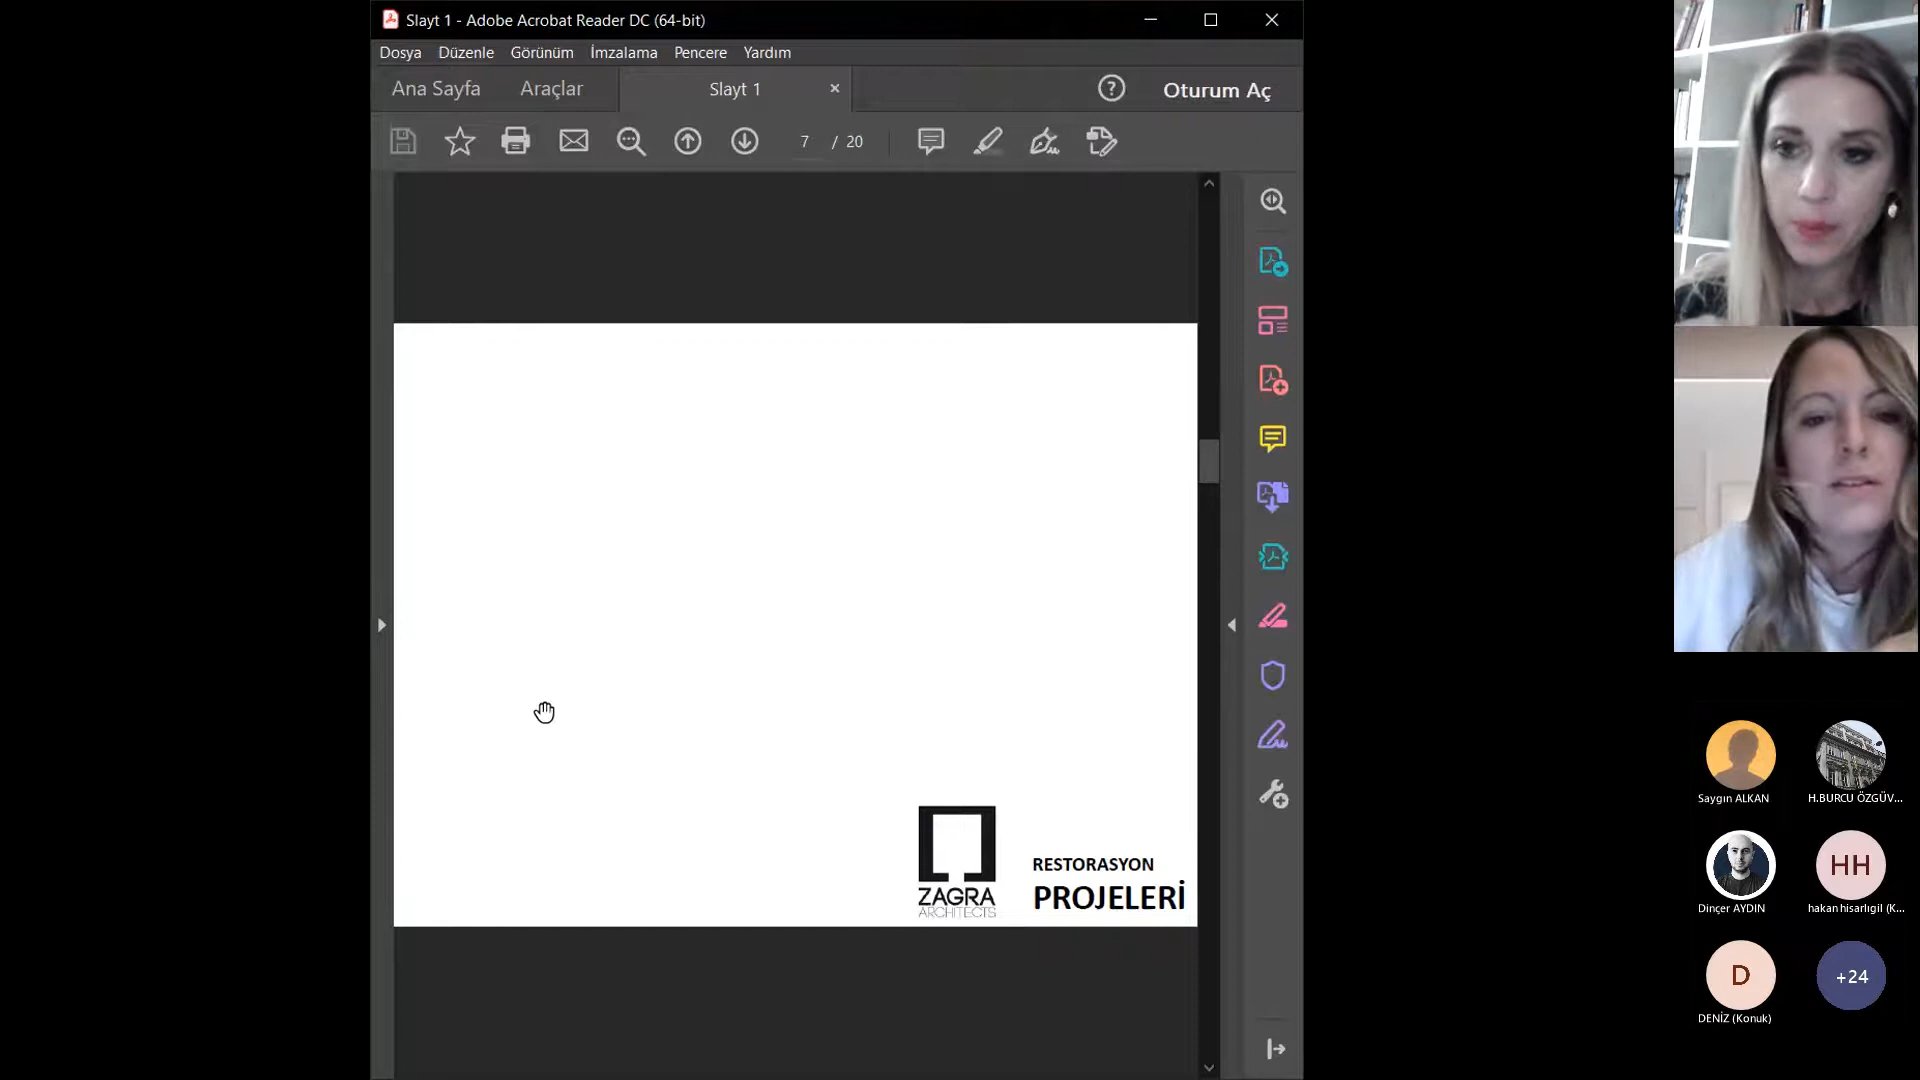 Slayt 1 - Adobe Acrobat Reader DC (64-bit)
Dosya Düzenle Görünüm İmzalama Pencere Yardım
Ana Sayfa Araçlar Slayt 1 Oturum Aç
7 / 20
ZAGRA
ARCHITECTS
RESTORASYON
PROJELERİ
Saygın ALKAN
H.BURCU ÖZGÜV...
Dinçer AYDIN
HH
hakan hisarlıgil (K...
D
DENİZ (Konuk)
+24